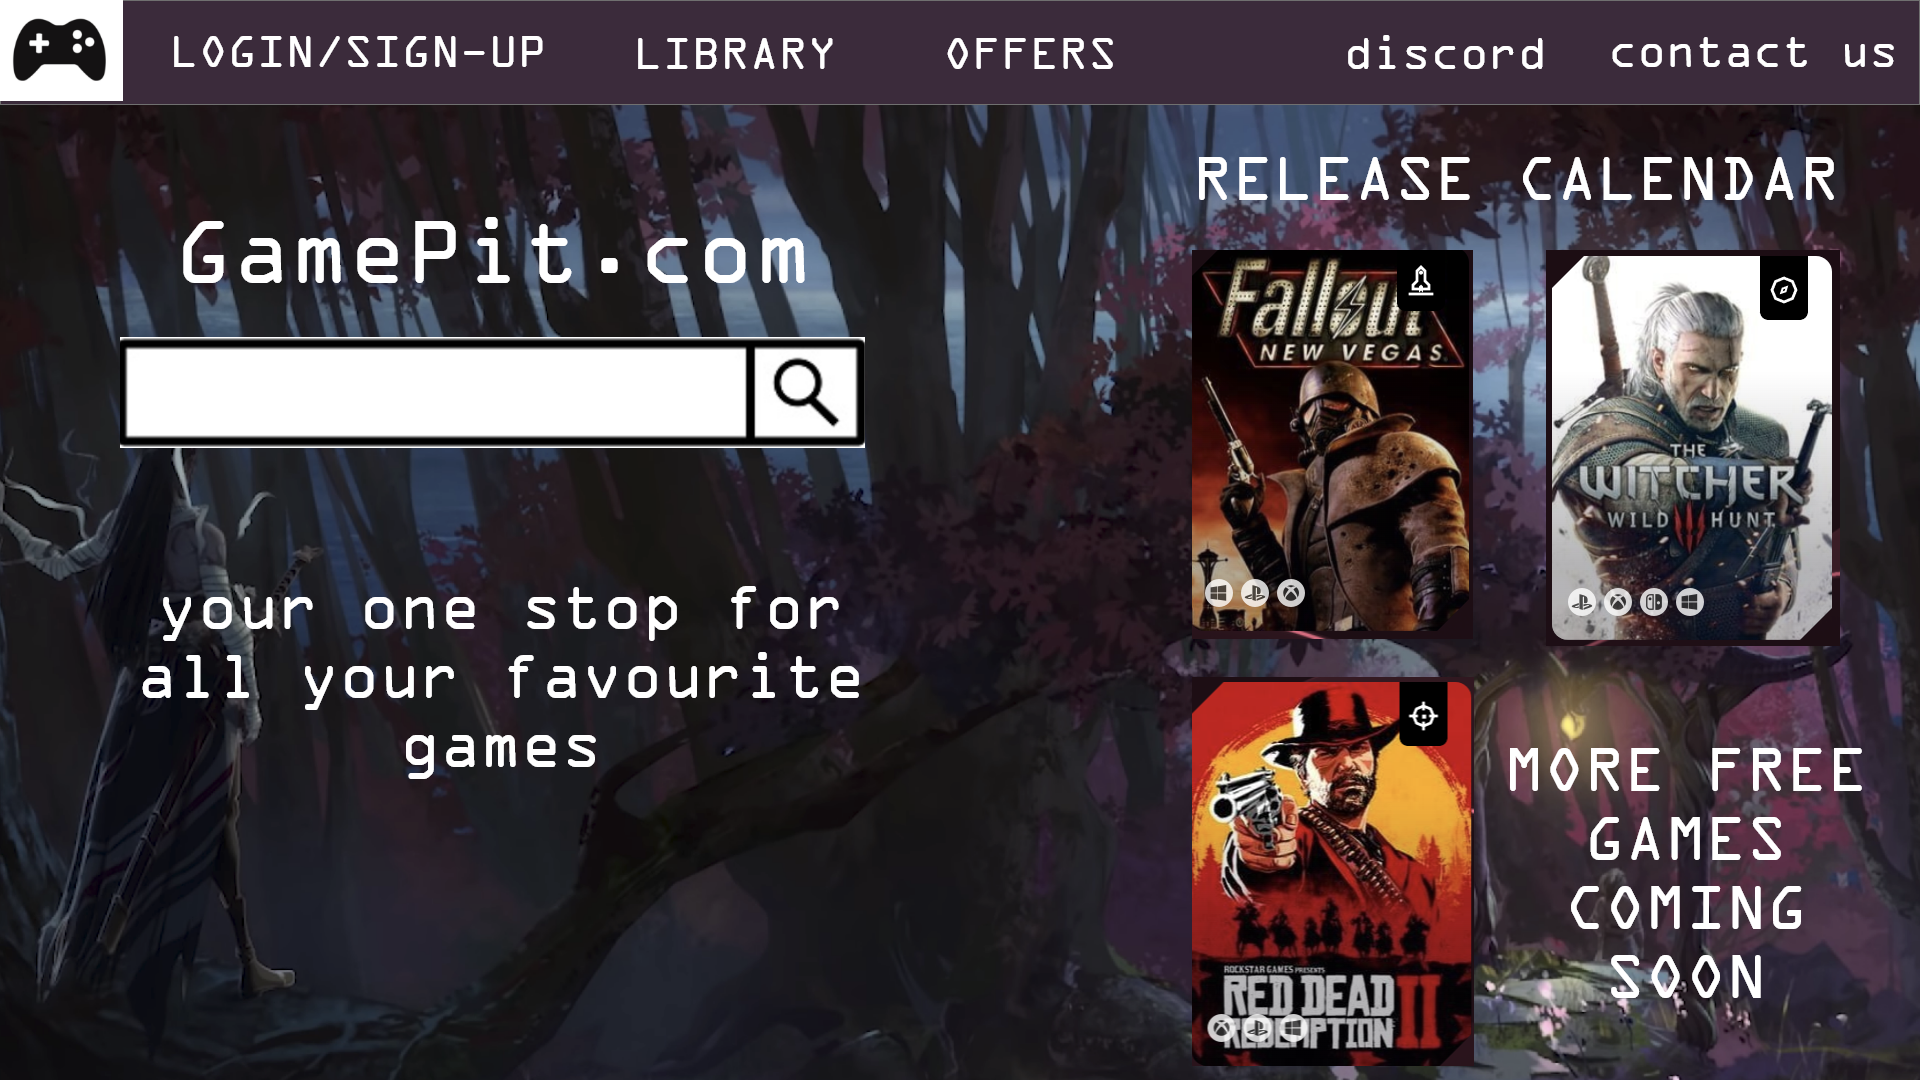 LOGIN/SIGN-UP
LIBRARY
OFFERS
discord
contact us
GamePit.com
your one stop for
all your favourite
games
RELEASE CALENDAR
Fallout
NEW VEGAS
THE
WITCHER
WILD III HUNT
ROCKSTAR GAMES PRESENTS
RED DEAD
REDEMPTION II
MORE FREE
GAMES
COMING
SOON